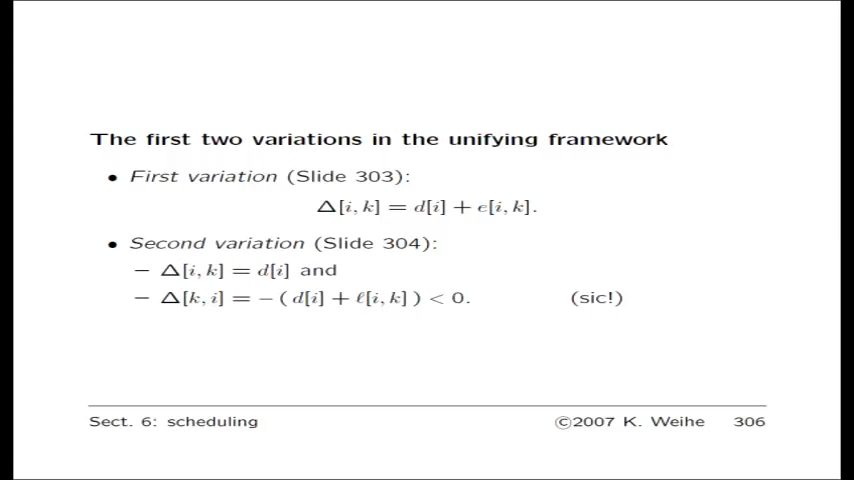 The first two variations in the unifying framework
• First variation (Slide 303):
Δ[i, k] = d[i] + e[i, k].
• Second variation (Slide 304):
– Δ[i, k] = d[i] and
– Δ[k, i] = −( d[i] + ℓ[i, k] ) < 0. (sic!)
Sect. 6: scheduling ©2007 K. Weihe 306